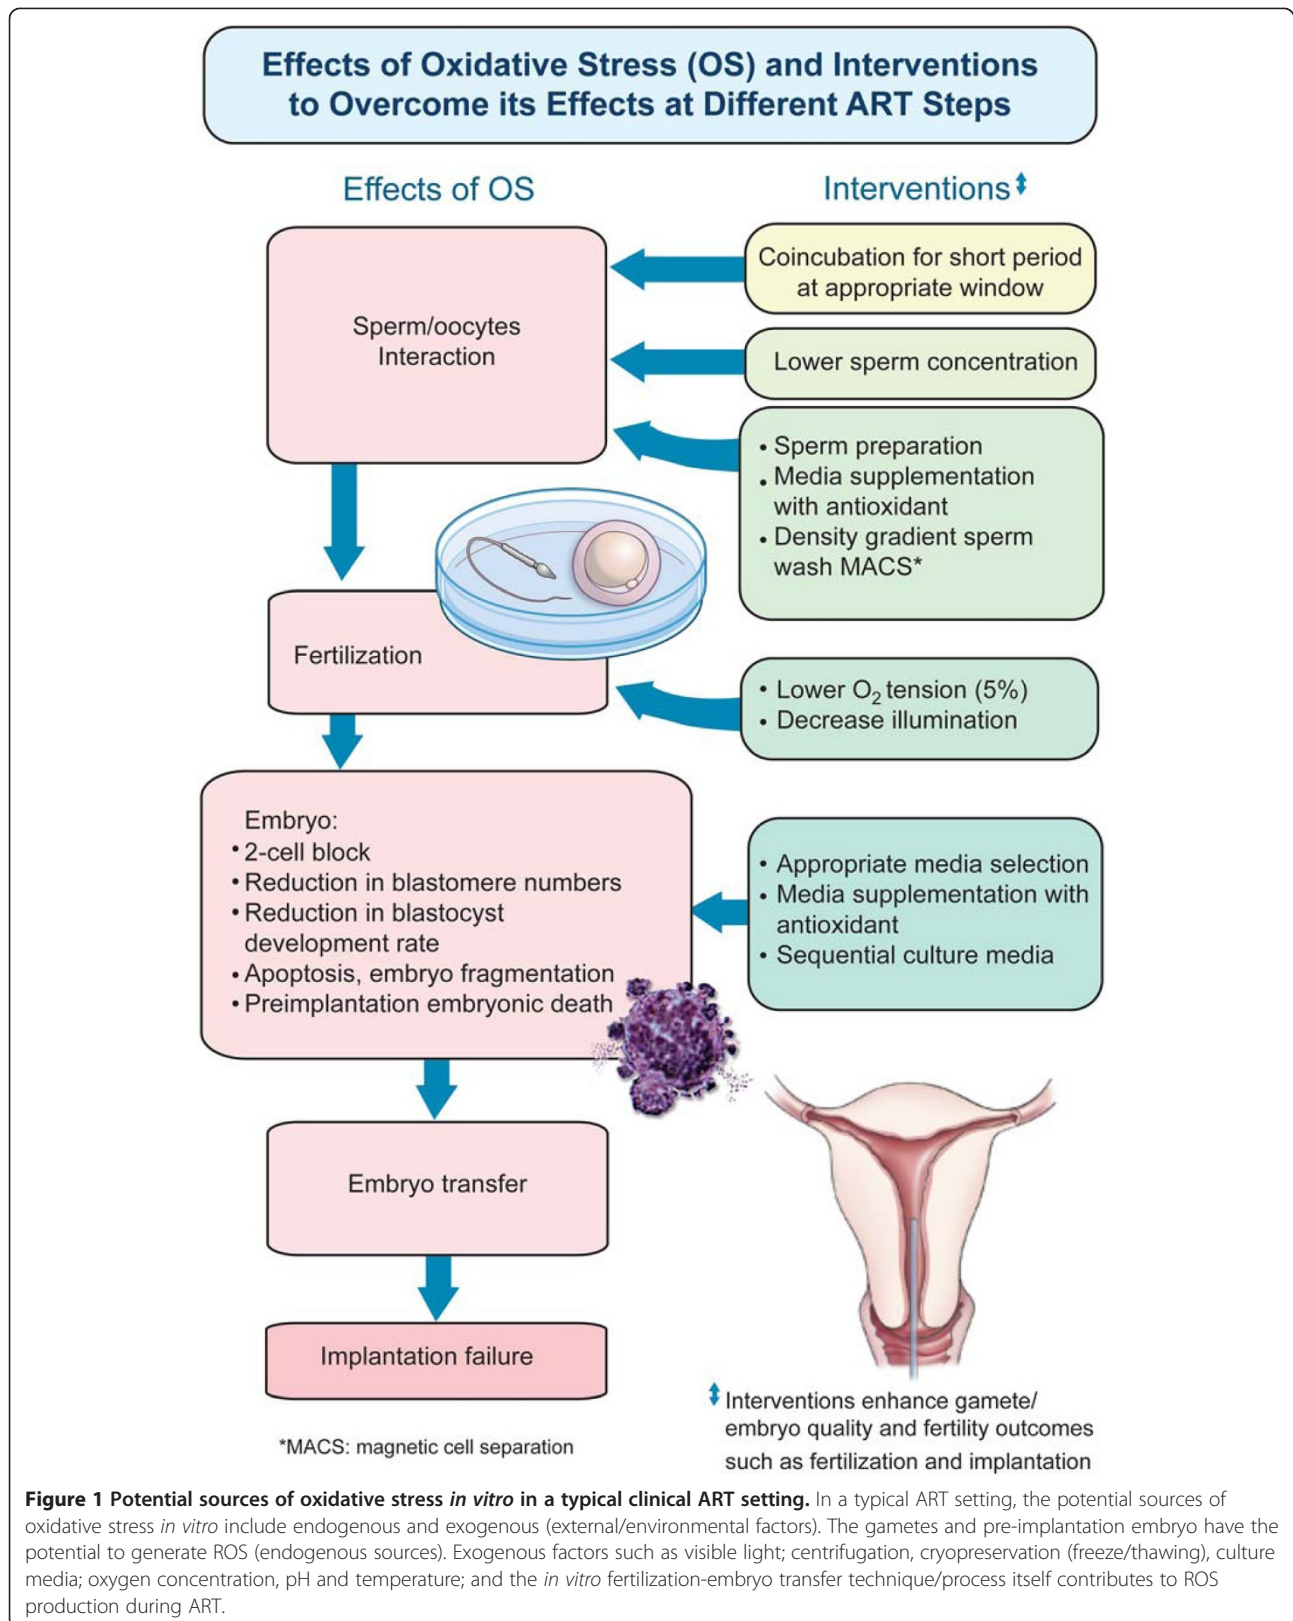 Effects of Oxidative Stress (OS) and Interventions
to Overcome its Effects at Different ART Steps
Effects of OS
Interventions⇕
Sperm/oocytes
Interaction
Coincubation for short period
at appropriate window
Lower sperm concentration
• Sperm preparation
• Media supplementation
with antioxidant
• Density gradient sperm
wash MACS*
Fertilization
• Lower O₂ tension (5%)
• Decrease illumination
Embryo:
• 2-cell block
• Reduction in blastomere numbers
• Reduction in blastocyst
development rate
• Apoptosis, embryo fragmentation
• Preimplantation embryonic death
• Appropriate media selection
• Media supplementation with
antioxidant
• Sequential culture media
Embryo transfer
Implantation failure
*MACS: magnetic cell separation
⇕ Interventions enhance gamete/
embryo quality and fertility outcomes
such as fertilization and implantation
Figure 1 Potential sources of oxidative stress in vitro in a typical clinical ART setting. In a typical ART setting, the potential sources of
oxidative stress in vitro include endogenous and exogenous (external/environmental factors). The gametes and pre-implantation embryo have the
potential to generate ROS (endogenous sources). Exogenous factors such as visible light; centrifugation, cryopreservation (freeze/thawing), culture
media; oxygen concentration, pH and temperature; and the in vitro fertilization-embryo transfer technique/process itself contributes to ROS
production during ART.